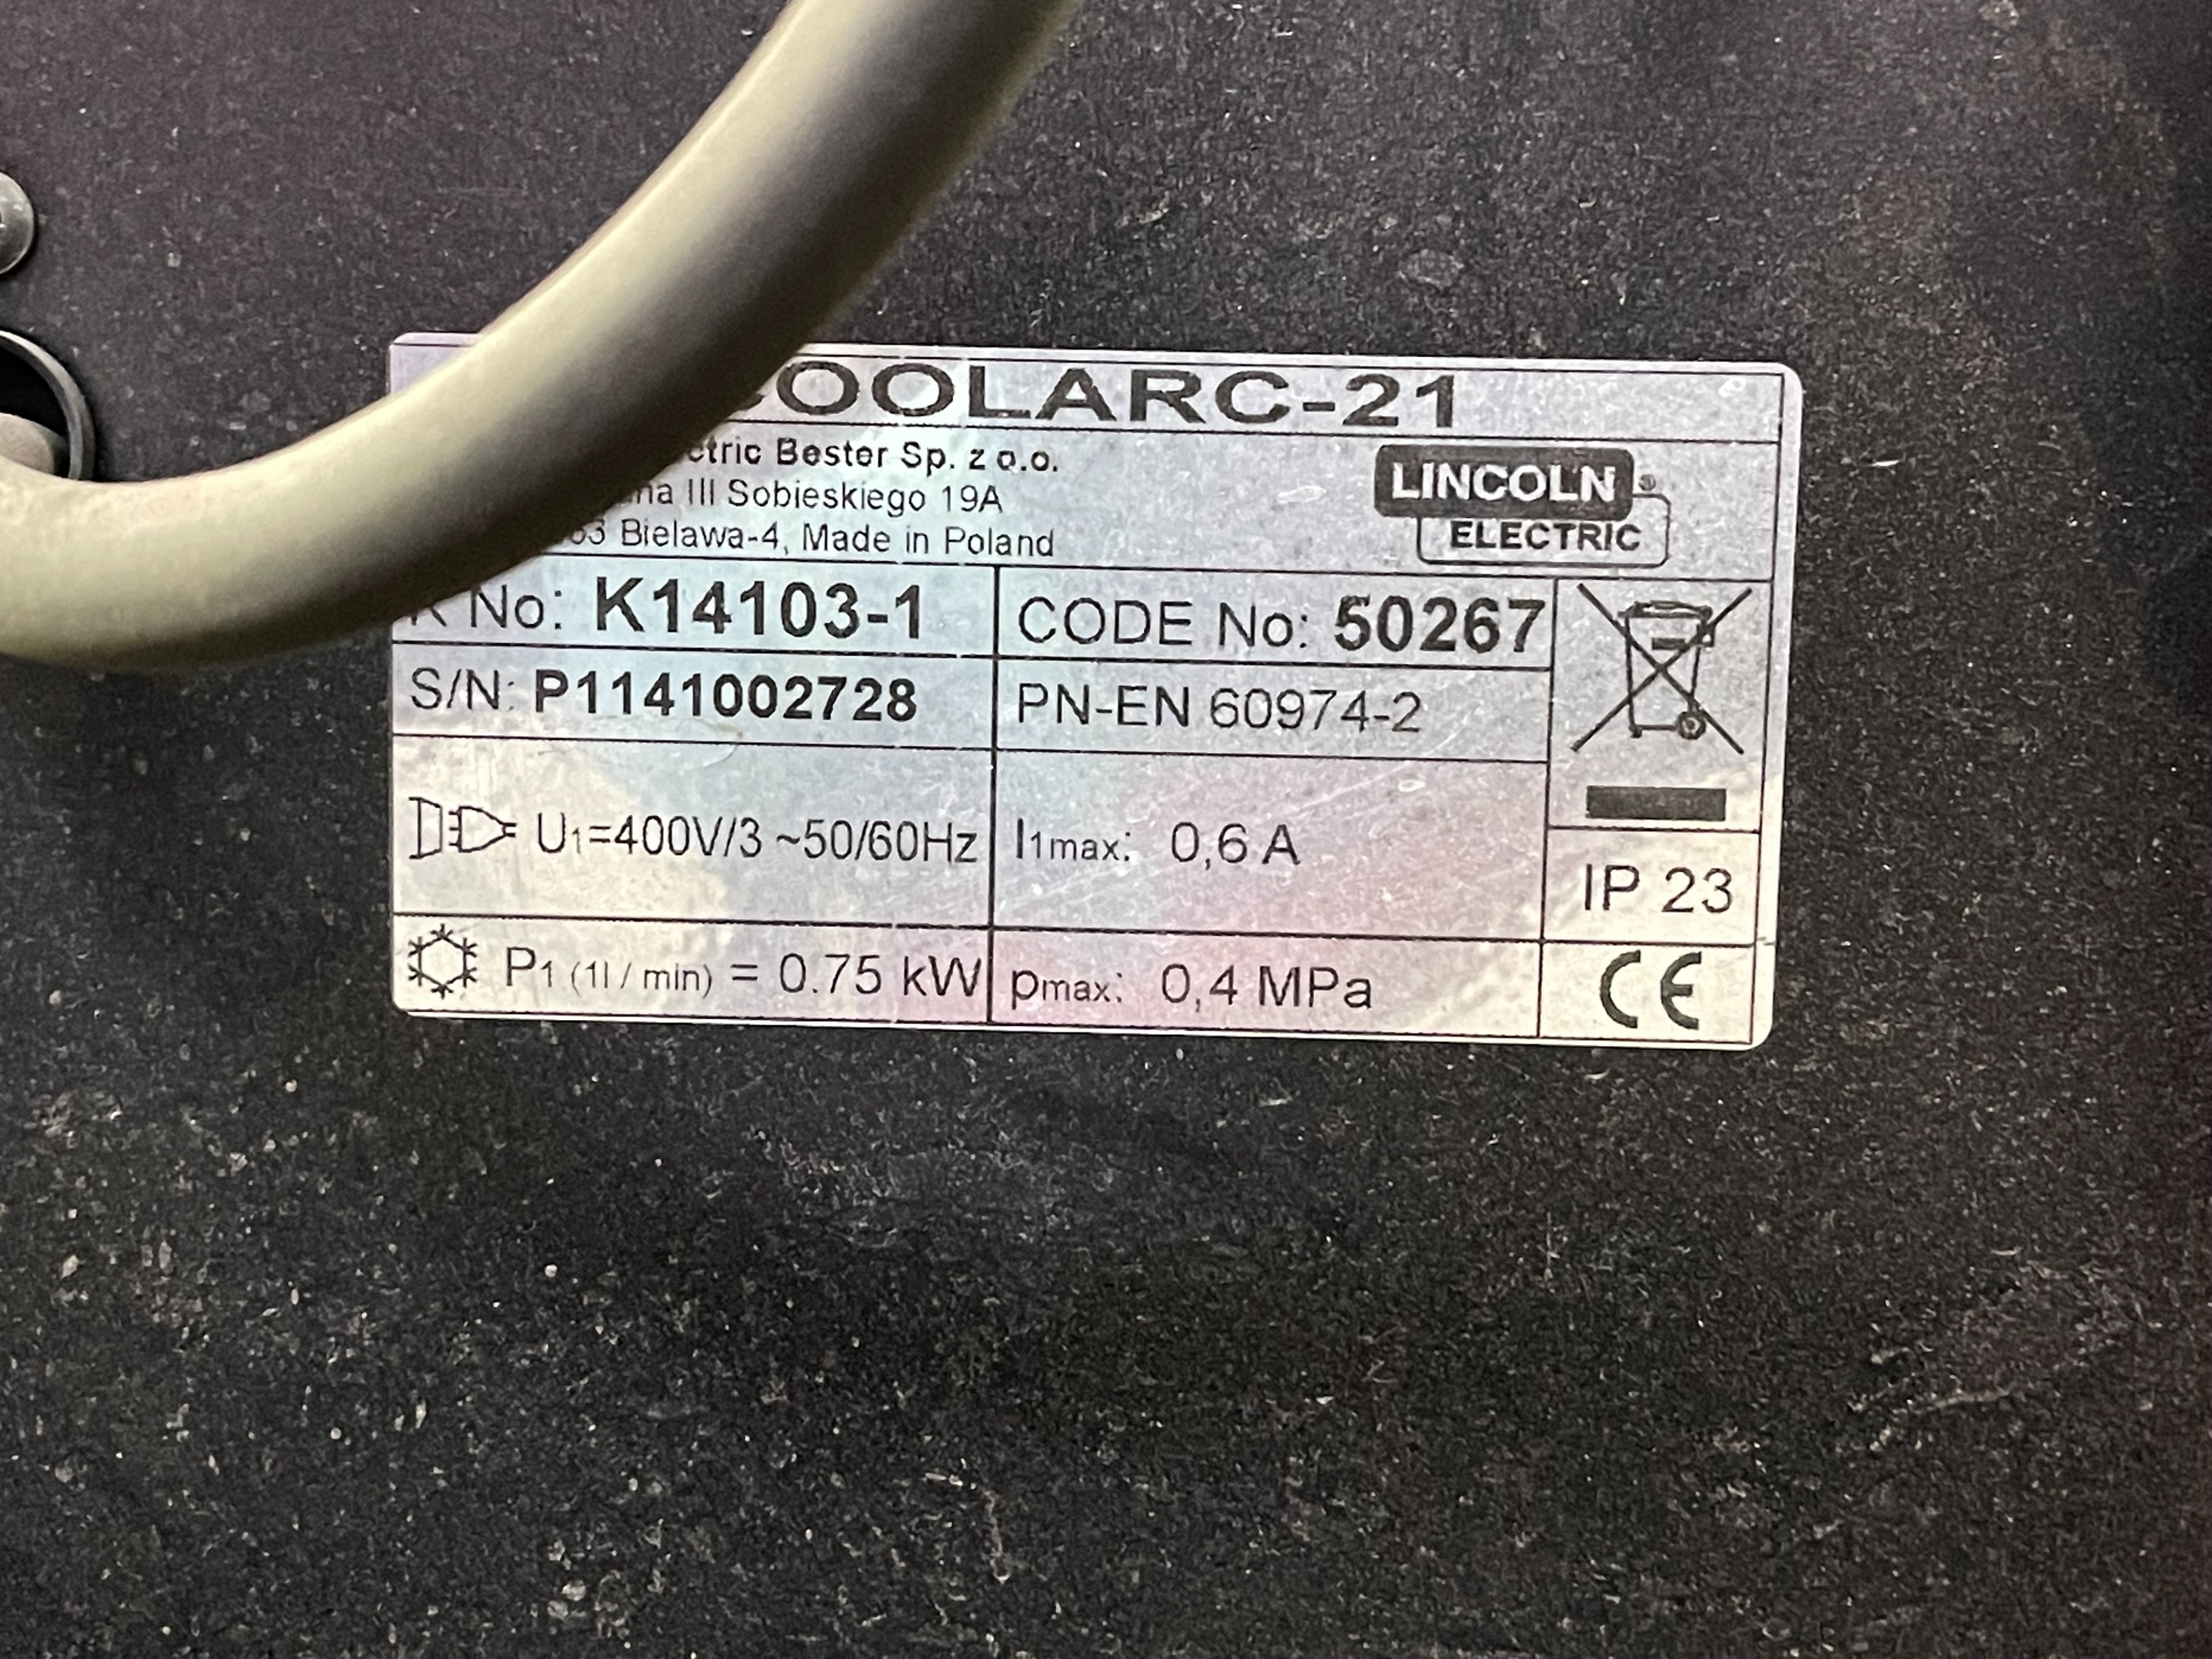 COOLARC-21
Bester Sp. z o.o.
III Sobieskiego 19A
Bielawa-4, Made in Poland
LINCOLN ®
ELECTRIC
K No: K14103-1
CODE No: 50267
S/N: P1141002728
PN-EN 60974-2
U1=400V/3 ~50/60Hz
I1max: 0,6 A
IP 23
P1 (1l / min) = 0.75 kW
pmax: 0,4 MPa
CE